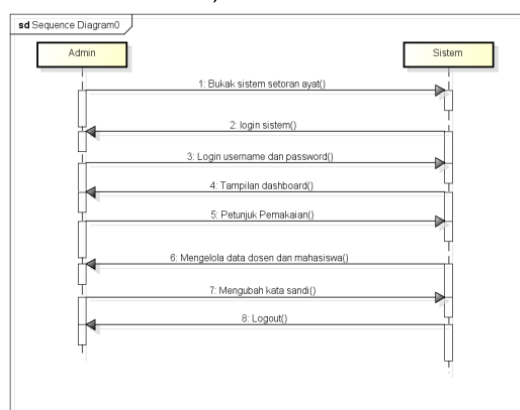 sd Sequence Diagram0
Admin
Sistem
1: Bukak sistem setoran ayat()
2: login sistem()
3: Login username dan password()
4: Tampilan dashboard()
5: Petunjuk Pemakaian()
6: Mengelola data dosen dan mahasiswa()
7: Mengubah kata sandi()
8: Logout()